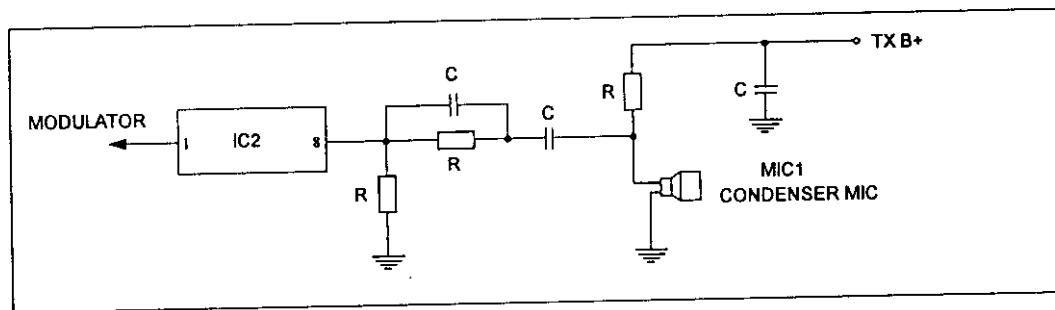 TX B+
C
R
C
C
MODULATOR
1
IC2
8
R
R
MIC1
CONDENSER MIC